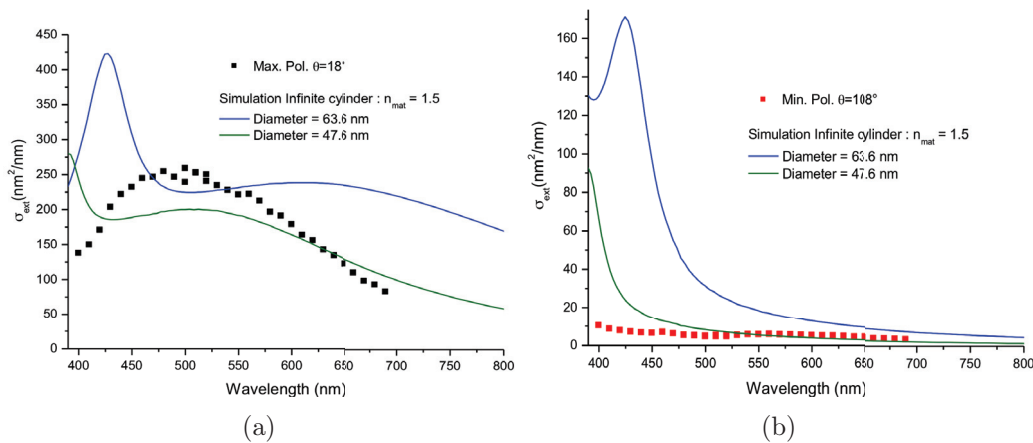 Max. Pol. θ=18°
Simulation Infinite cylinder : n_mat = 1.5
Diameter = 63.6 nm
Diameter = 47.6 nm
σ_ext(nm²/nm)
450
400
350
300
250
200
150
100
50
0
400 450 500 550 600 650 700 750 800
Wavelength (nm)
(a)
Min. Pol. θ=108°
Simulation Infinite cylinder : n_mat = 1.5
Diameter = 63.6 nm
Diameter = 47.6 nm
σ_ext(nm²/nm)
160
140
120
100
80
60
40
20
0
400 450 500 550 600 650 700 750 800
Wavelength (nm)
(b)